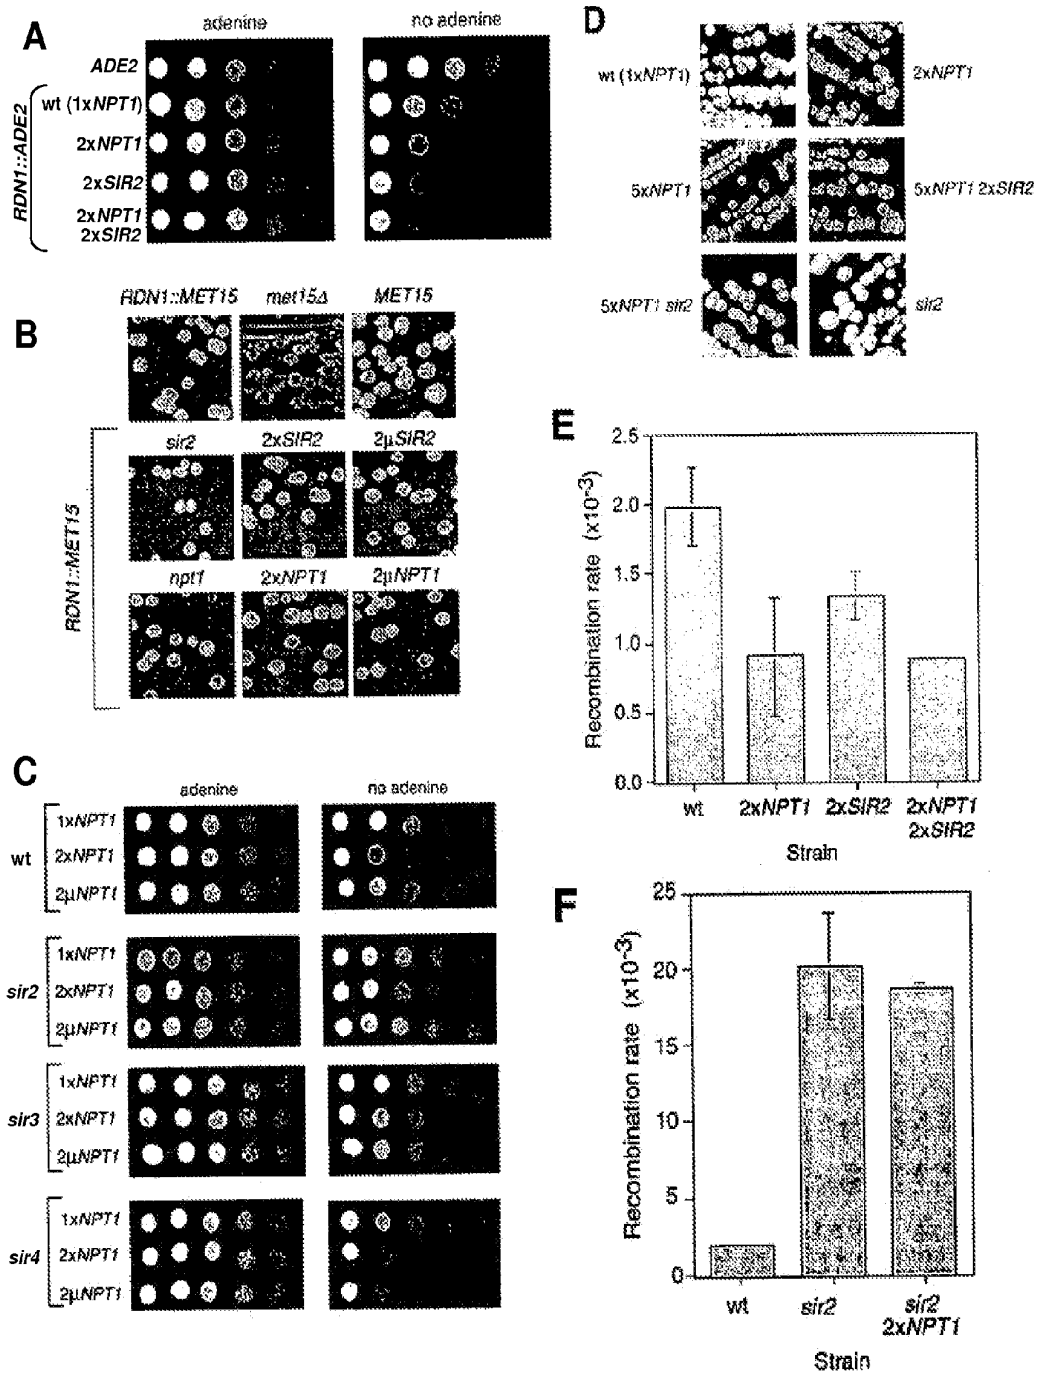 A
adenine
no adenine
ADE2
RDN1::ADE2
wt (1xNPT1)
2xNPT1
2xSIR2
2xNPT1
2xSIR2
B
RDN1::MET15
met15Δ
MET15
RDN1::MET15
sir2
2xSIR2
2μSIR2
npt1
2xNPT1
2μNPT1
C
adenine
no adenine
wt
1xNPT1
2xNPT1
2μNPT1
sir2
1xNPT1
2xNPT1
2μNPT1
sir3
1xNPT1
2xNPT1
2μNPT1
sir4
1xNPT1
2xNPT1
2μNPT1
D
wt (1xNPT1)
2xNPT1
5xNPT1
5xNPT1 2xSIR2
5xNPT1 sir2
sir2
E
Recombination rate (x10-3)
2.5
2.0
1.5
1.0
0.5
0.0
wt
2xNPT1
2xSIR2
2xNPT1
2xSIR2
Strain
F
Recombination rate (x10-3)
25
20
15
10
5
0
wt
sir2
sir2
2xNPT1
Strain